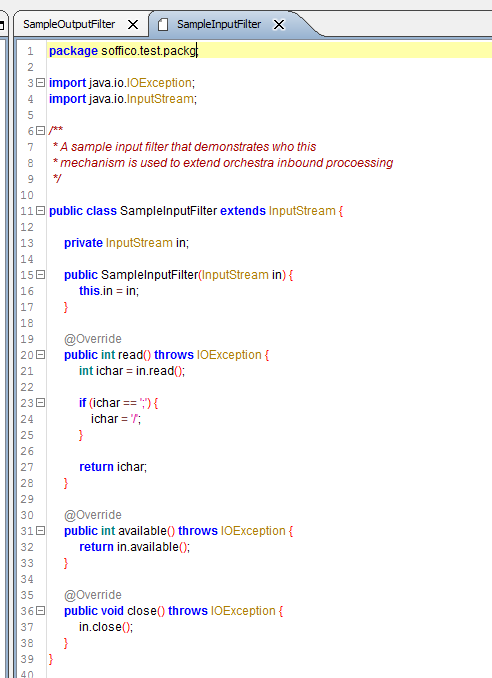 SampleOutputFilter
SampleInputFilter
1 package soffico.test.packg;
2
3 import java.io.IOException;
4 import java.io.InputStream;
5
6 /**
7 * A sample input filter that demonstrates who this
8 * mechanism is used to extend orchestra inbound procoessing
9 */
10
11 public class SampleInputFilter extends InputStream {
12
13 private InputStream in;
14
15 public SampleInputFilter(InputStream in) {
16 this.in = in;
17 }
18
19 @Override
20 public int read() throws IOException {
21 int ichar = in.read();
22
23 if (ichar == ';') {
24 ichar = '/';
25 }
26
27 return ichar;
28 }
29
30 @Override
31 public int available() throws IOException {
32 return in.available();
33 }
34
35 @Override
36 public void close() throws IOException {
37 in.close();
38 }
39 }
40